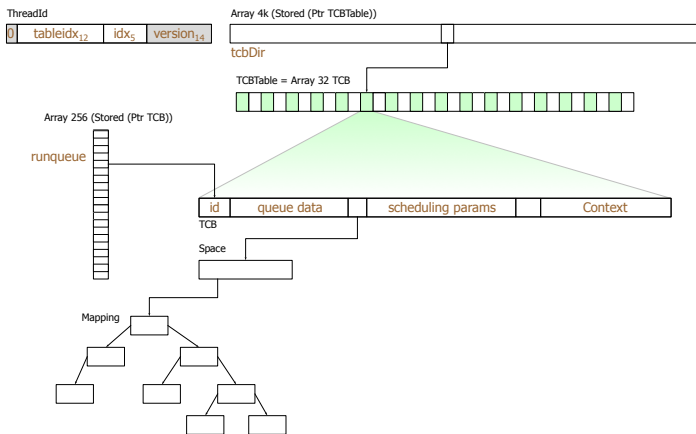 ThreadId
0 tableidx12 idx5 version14
Array 4k (Stored (Ptr TCBTable))
tcbDir
TCBTable = Array 32 TCB
Array 256 (Stored (Ptr TCB))
runqueue
id queue data scheduling params Context
TCB
Space
Mapping